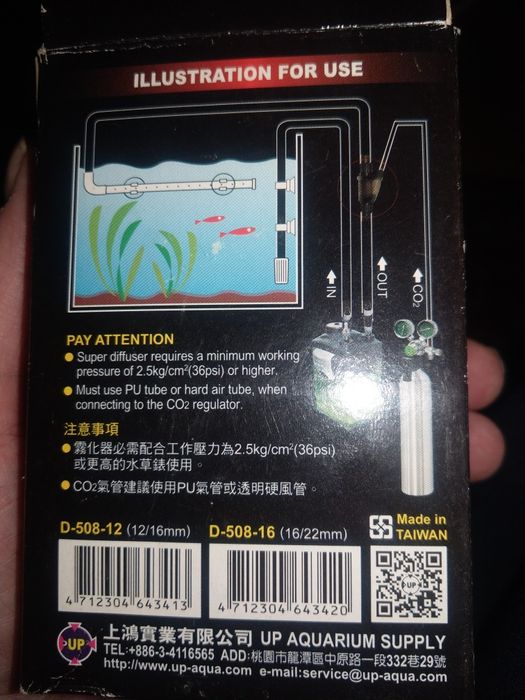 ILLUSTRATION FOR USE
IN
OUT
CO2
PAY ATTENTION
● Super diffuser requires a minimum working
pressure of 2.5kg/cm²(36psi) or higher.
● Must use PU tube or hard air tube, when
connecting to the CO2 regulator.
注意事項
● 霧化器必需配合工作壓力為2.5kg/cm²(36psi)
或更高的水草錶使用。
● CO2氣管建議使用PU氣管或透明硬風管。
D-508-12 (12/16mm) D-508-16 (16/22mm)
Made in
TAIWAN
4 712304 643413
4 712304 643420
UP
UP 上鴻實業有限公司 UP AQUARIUM SUPPLY
TEL:+886-3-4116565 ADD:桃園市龍潭區中原路一段332巷29號
http://www.up-aqua.com e-mail:service@up-aqua.com